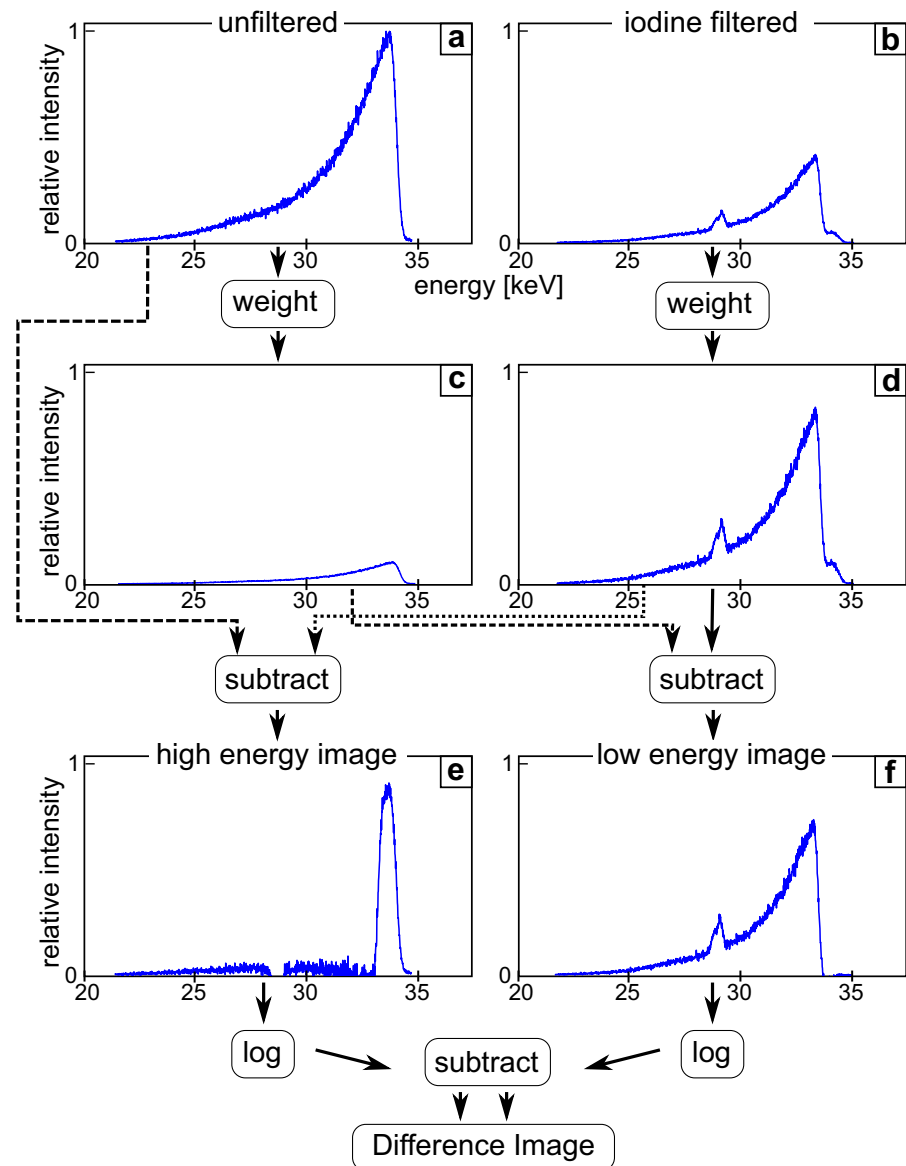 unfiltered
iodine filtered
1
a
1
b
relative intensity
0
0
20
25
30
35
20
25
30
35
energy [keV]
weight
weight
1
c
1
d
relative intensity
0
0
20
25
30
35
20
25
30
35
subtract
subtract
high energy image
low energy image
1
e
1
f
relative intensity
0
0
20
25
30
35
20
25
30
35
log
subtract
log
Difference Image